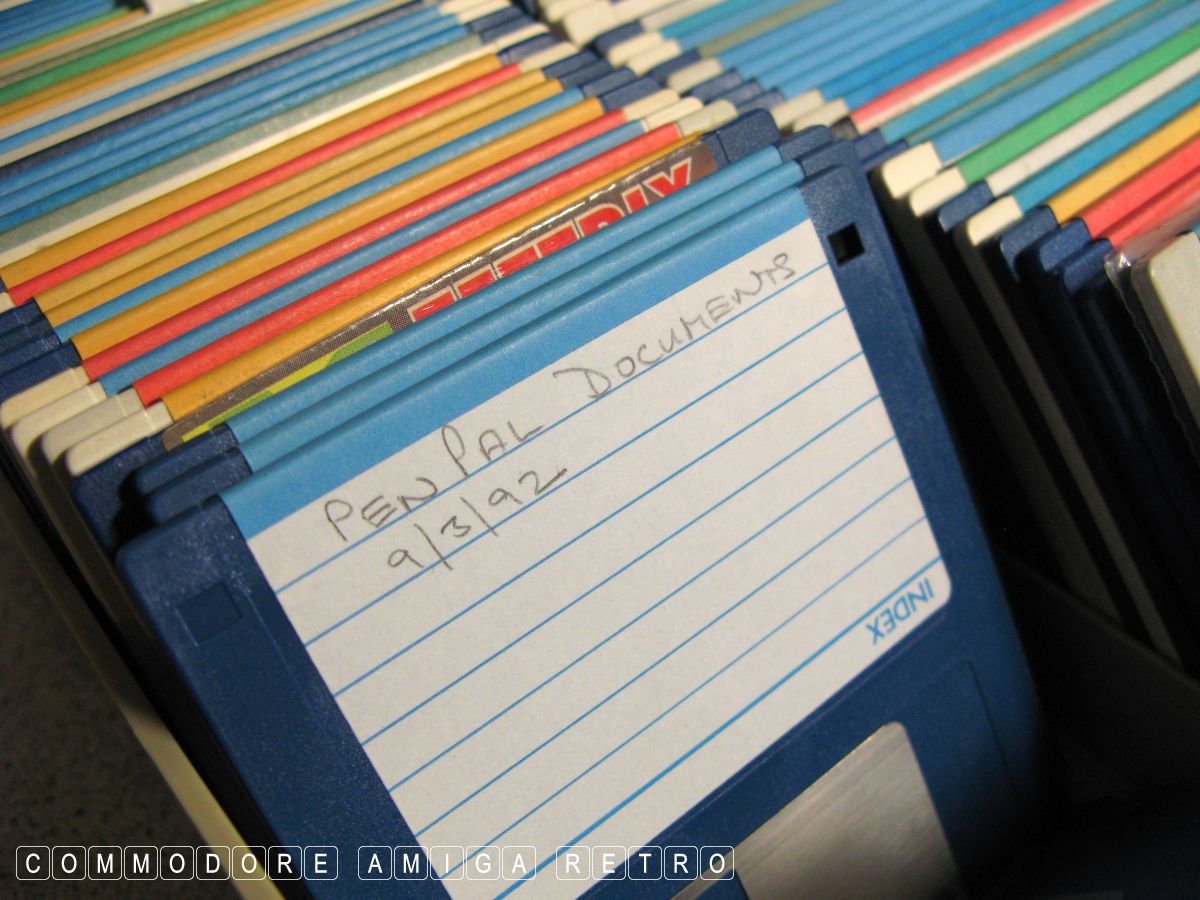 PEN PAL DOCUMENTS
9/3/92
INDEX
COMMODORE AMIGA RETRO